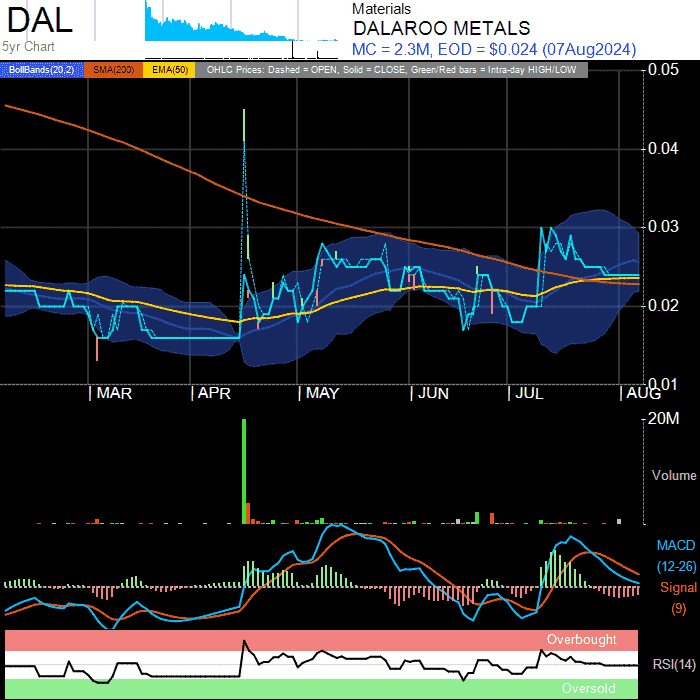 DAL
5yr Chart
Materials
DALAROO METALS
MC = 2.3M, EOD = $0.024 (07Aug2024)
BollBands(20,2) SMA(200) EMA(50) OHLC Prices: Dashed = OPEN, Solid = CLOSE, Green/Red bars = Intra-day HIGH/LOW
0.05
0.04
0.03
0.02
0.01
| MAR | APR | MAY | JUN | JUL | AUG
20M
Volume
MACD
(12-26)
Signal
(9)
Overbought
RSI(14)
Oversold